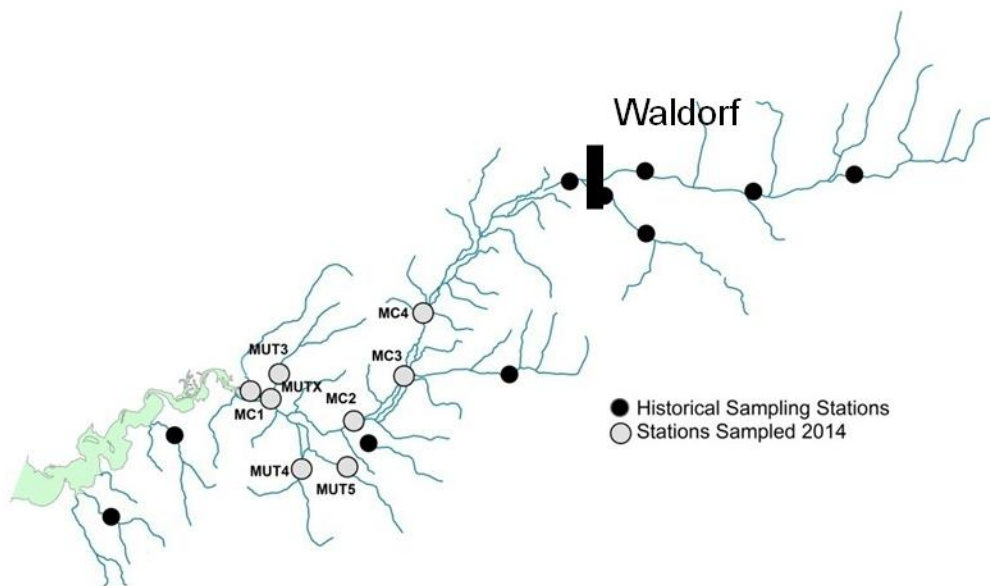 Waldorf
MC4
MC3
MUT3
MUTX
MC2
MC1
Historical Sampling Stations
Stations Sampled 2014
MUT4
MUT5